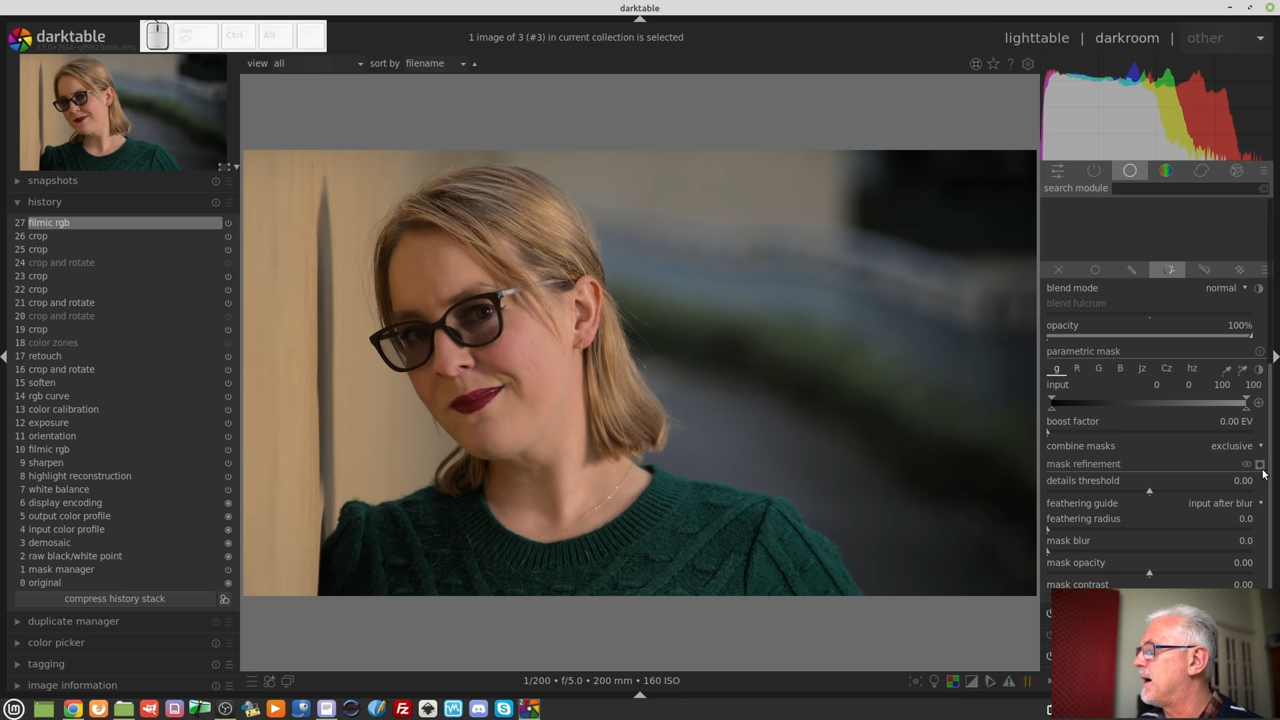 darktable
darktable
Ctrl
Alt
1 image of 3 (#3) in current collection is selected
lighttable | darkroom | other
view all
sort by filename
search module
snapshots
history
27 filmic rgb
26 crop
25 crop
24 crop and rotate
23 crop
22 crop
21 crop and rotate
20 crop and rotate
19 crop
18 color zones
17 retouch
16 crop and rotate
15 soften
14 rgb curve
13 color calibration
12 exposure
11 orientation
10 filmic rgb
9 sharpen
8 highlight reconstruction
7 white balance
6 display encoding
5 output color profile
4 input color profile
3 demosaic
2 raw black/white point
1 mask manager
0 original
compress history stack
duplicate manager
color picker
tagging
image information
blend mode normal
blend fulcrum
opacity 100%
parametric mask
g R G B Jz Cz hz
input 0 0 100 100
boost factor 0.00 EV
combine masks exclusive
mask refinement
details threshold 0.00
feathering guide input after blur
feathering radius 0.0
mask blur 0.0
mask opacity 0.00
mask contrast 0.00
1/200 • f/5.0 • 200 mm • 160 ISO